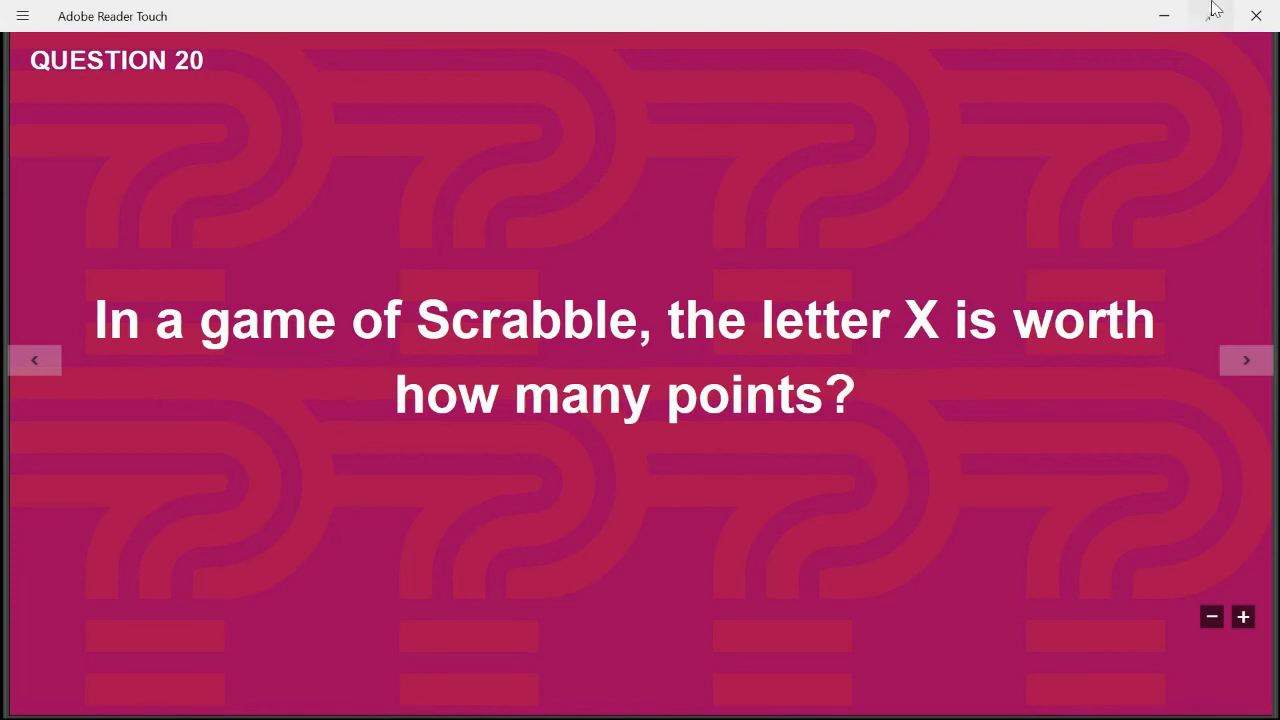 Adobe Reader Touch
QUESTION 20
In a game of Scrabble, the letter X is worth
how many points?